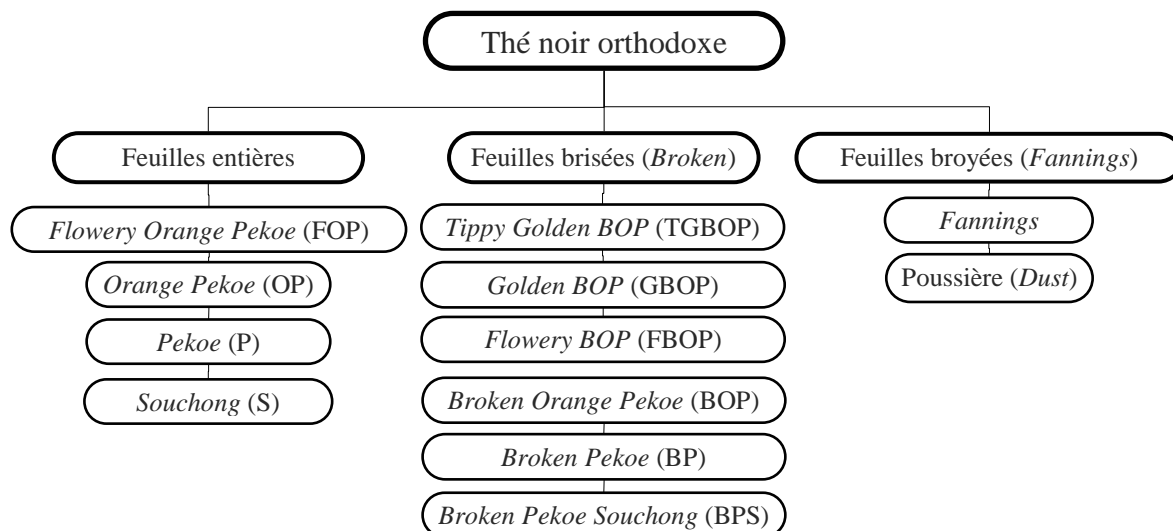 Thé noir orthodoxe
Feuilles entières
Flowery Orange Pekoe (FOP)
Orange Pekoe (OP)
Pekoe (P)
Souchong (S)
Feuilles brisées (Broken)
Tippy Golden BOP (TGBOP)
Golden BOP (GBOP)
Flowery BOP (FBOP)
Broken Orange Pekoe (BOP)
Broken Pekoe (BP)
Broken Pekoe Souchong (BPS)
Feuilles broyées (Fannings)
Fannings
Poussière (Dust)